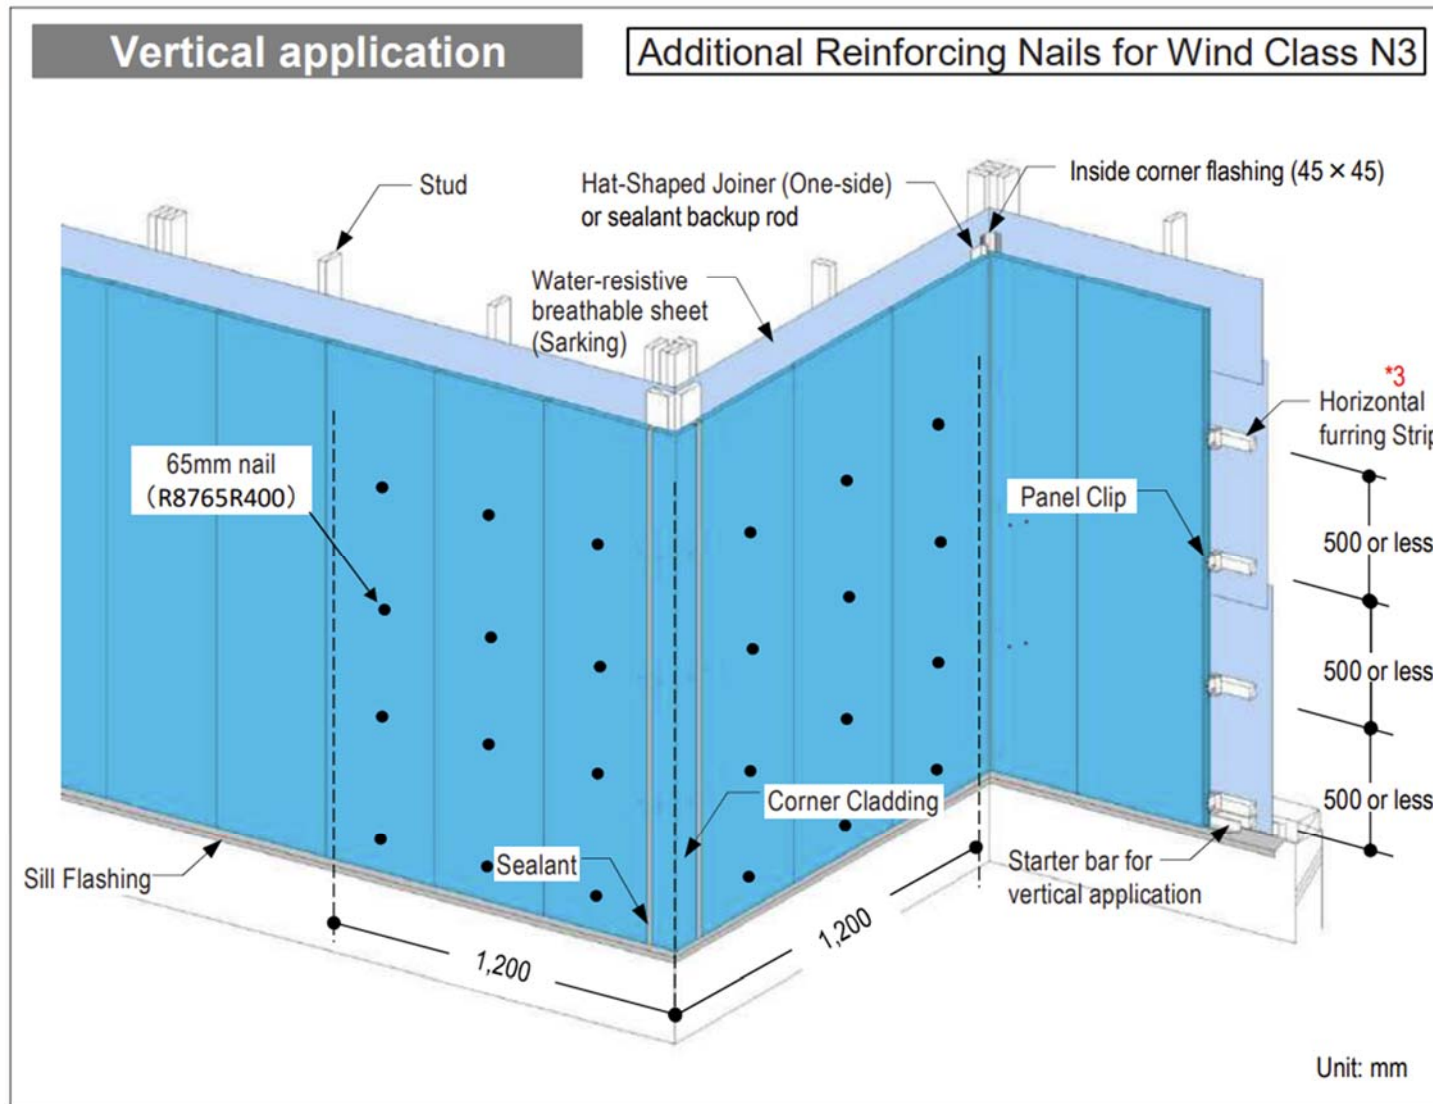 Vertical application
Additional Reinforcing Nails for Wind Class N3
Stud
Hat-Shaped Joiner (One-side)
or sealant backup rod
Inside corner flashing (45 × 45)
Water-resistive
breathable sheet
(Sarking)
*3
Horizontal
furring Strip
65mm nail
(R8765R400)
Panel Clip
500 or less
500 or less
500 or less
Corner Cladding
Sealant
Sill Flashing
Starter bar for
vertical application
1,200
1,200
Unit: mm